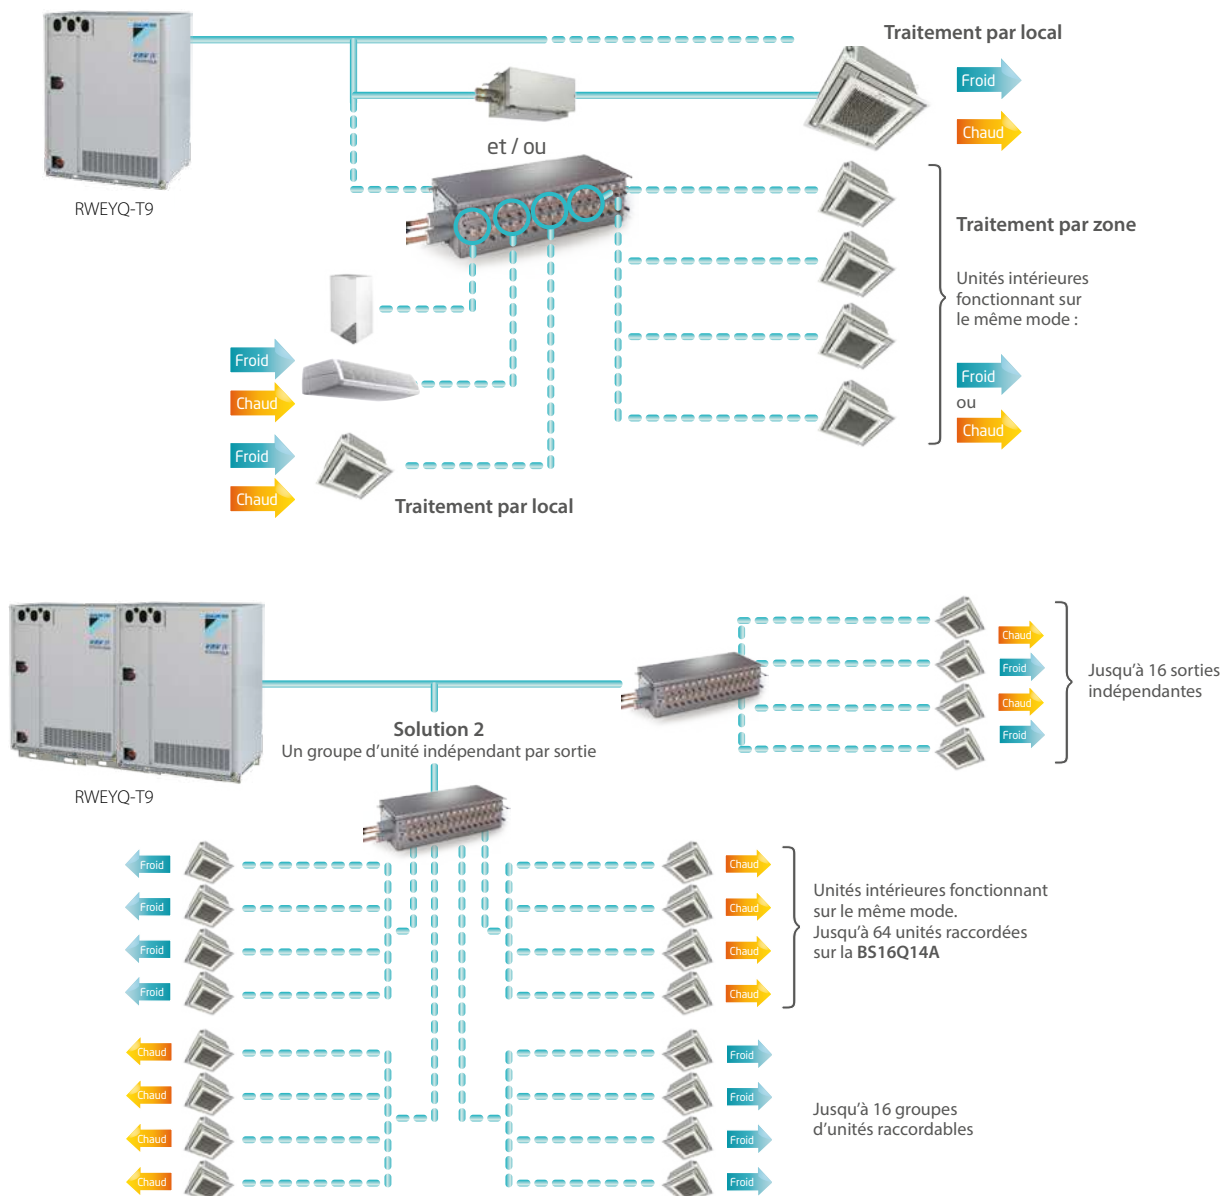 Traitement par local
Froid
Chaud
et / ou
RWEYQ-T9
Traitement par zone
Unités intérieures
fonctionnant sur
le même mode :
Froid
Chaud
Froid
ou
Chaud
Froid
Chaud
Traitement par local
Chaud
Froid
Chaud
Froid
Jusqu'à 16 sorties
indépendantes
Solution 2
Un groupe d'unité indépendant par sortie
RWEYQ-T9
Froid
Froid
Froid
Froid
Chaud
Chaud
Chaud
Chaud
Unités intérieures fonctionnant
sur le même mode.
Jusqu'à 64 unités raccordées
sur la BS16Q14A
Chaud
Chaud
Chaud
Chaud
Froid
Froid
Froid
Froid
Jusqu'à 16 groupes
d'unités raccordables